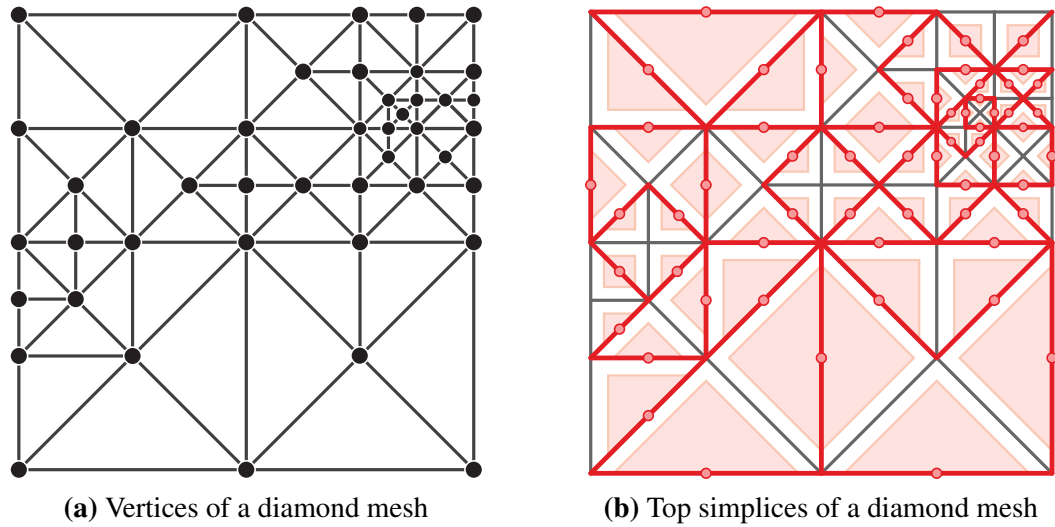 (a) Vertices of a diamond mesh
(b) Top simplices of a diamond mesh